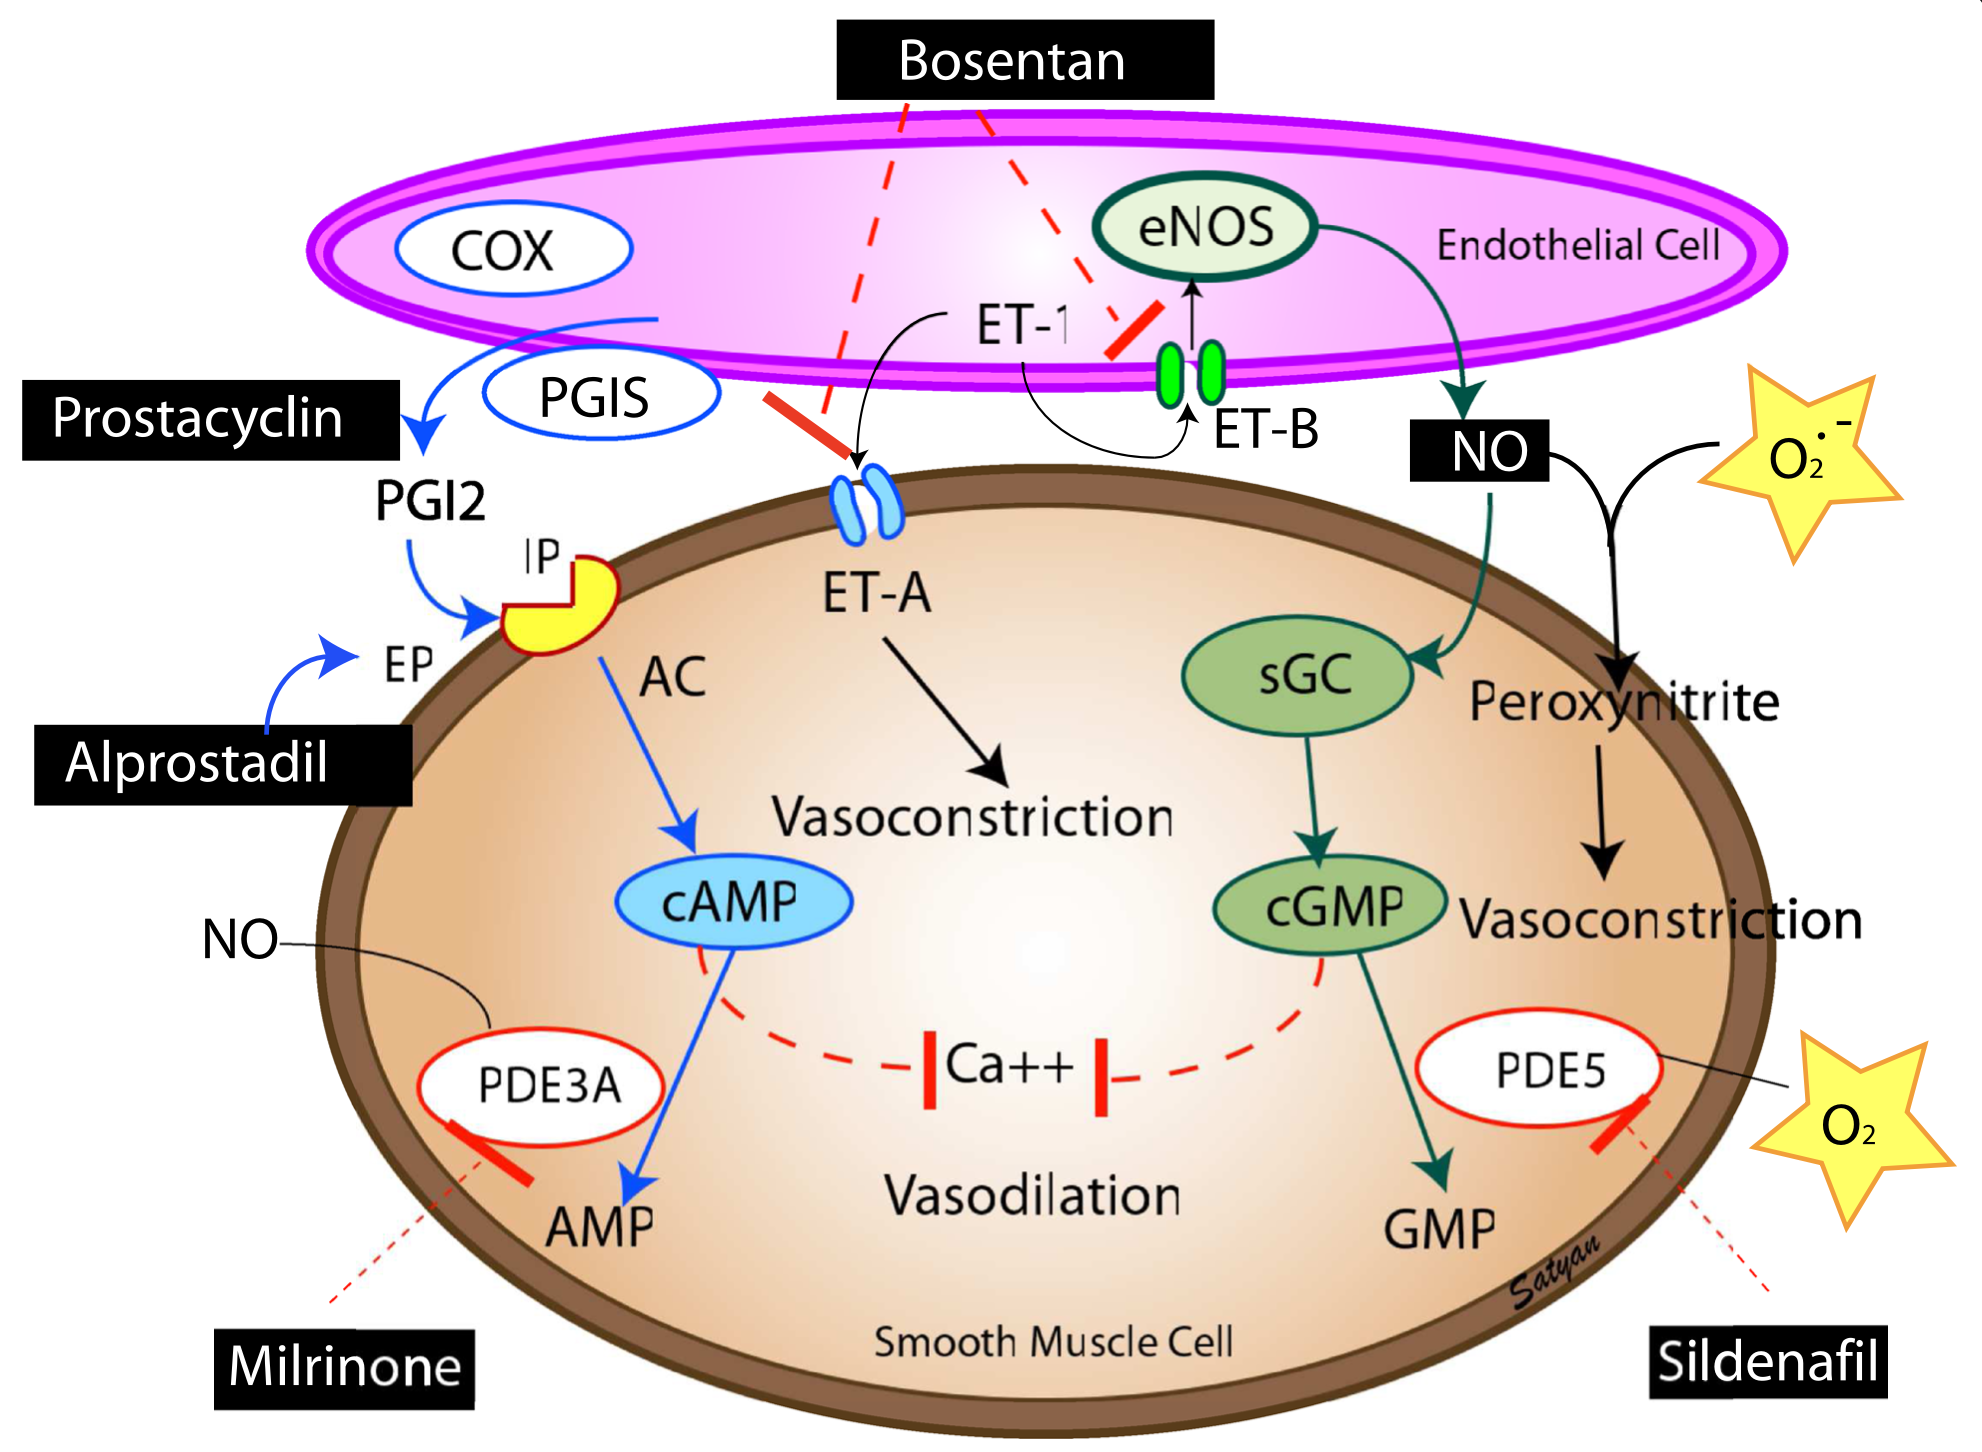 Bosentan
eNOS
COX
Endothelial Cell
ET-1
PGIS
Prostacyclin
ET-B
NO
O₂·-
PGI2
IP
ET-A
AC
EP
sGC
Peroxynitrite
Alprostadil
Vasoconstriction
cAMP
cGMP
Vasoconstriction
NO
Ca++
PDE3A
PDE5
O₂
Vasodilation
AMP
GMP
Satyan
Smooth Muscle Cell
Milrinone
Sildenafil